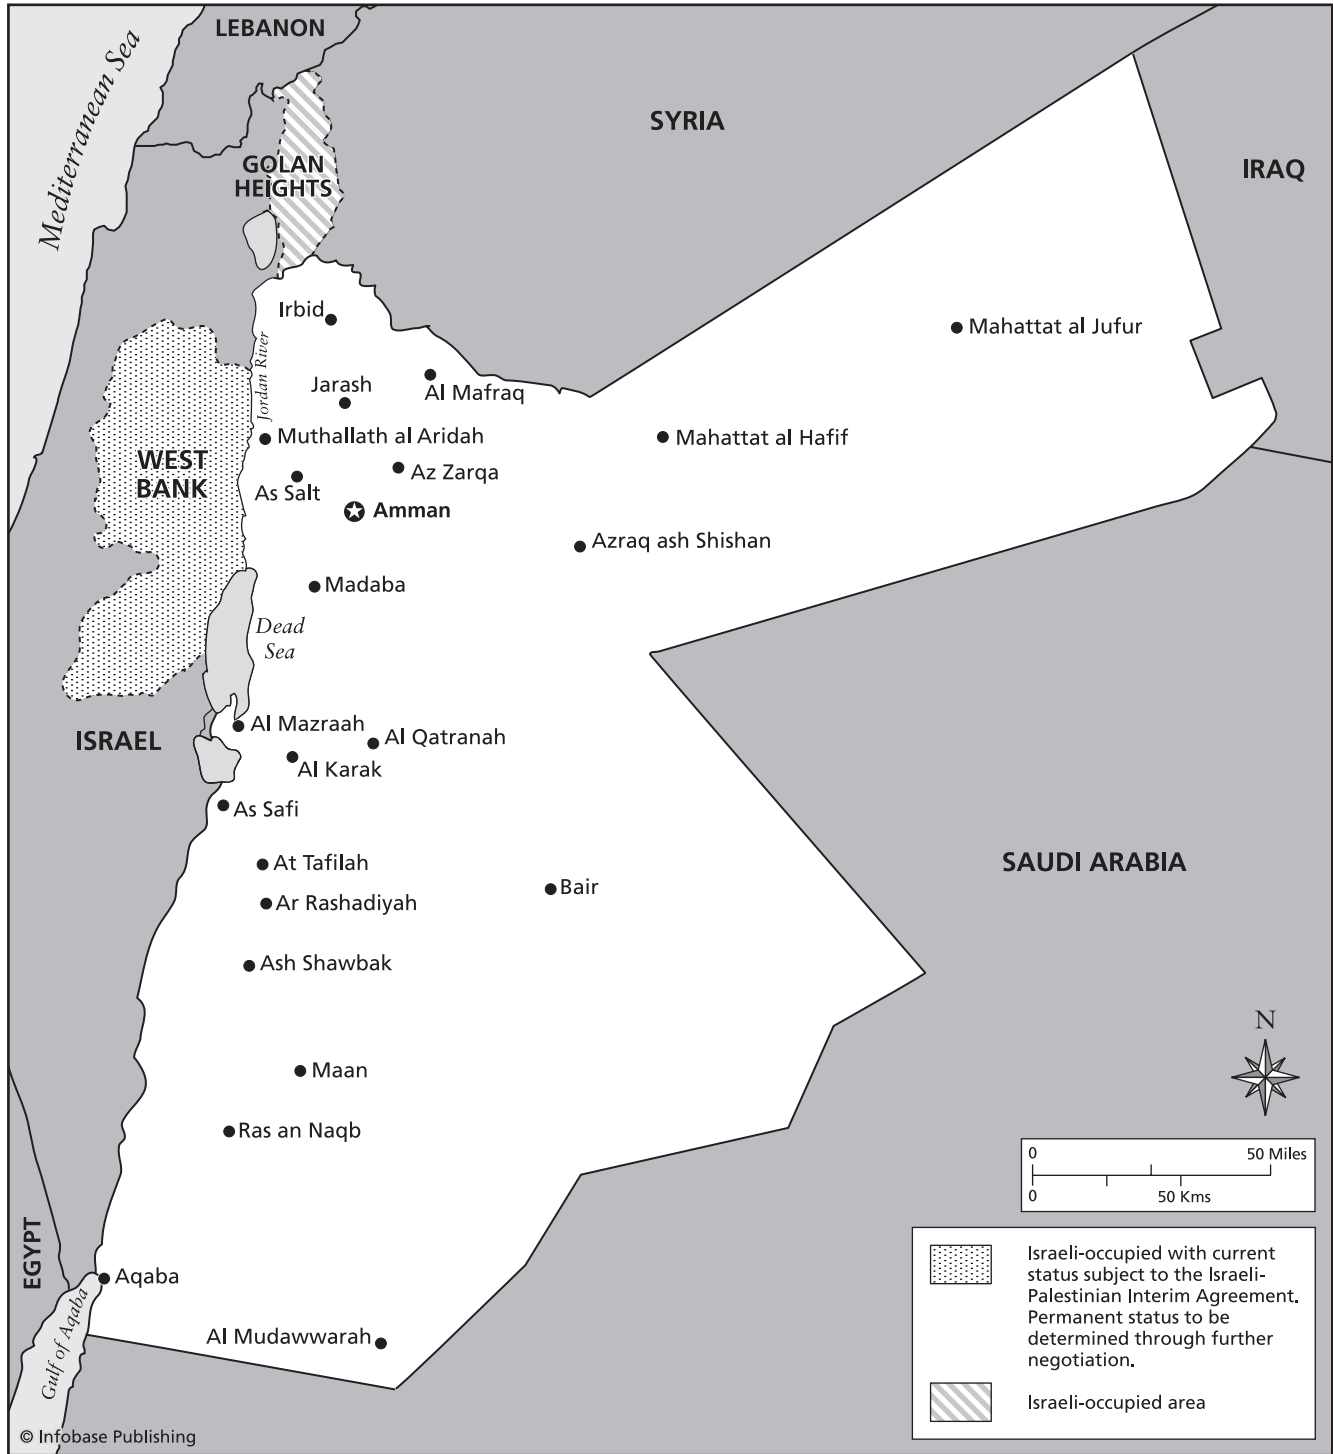 LEBANON
Mediterranean Sea
SYRIA
IRAQ
GOLAN
HEIGHTS
Irbid
Mahattat al Jufur
Jordan River
Jarash
Al Mafraq
Muthallath al Aridah
Mahattat al Hafif
WEST
BANK
Az Zarqa
As Salt
Amman
Azraq ash Shishan
Madaba
Dead
Sea
Al Mazraah
ISRAEL
Al Qatranah
Al Karak
As Safi
At Tafilah
SAUDI ARABIA
Bair
Ar Rashadiyah
Ash Shawbak
N
Maan
Ras an Naqb
0 50 Miles
0 50 Kms
EGYPT
Aqaba
Gulf of Aqaba
Al Mudawwarah
Israeli-occupied with current
status subject to the Israeli-
Palestinian Interim Agreement.
Permanent status to be
determined through further
negotiation.
Israeli-occupied area
© Infobase Publishing